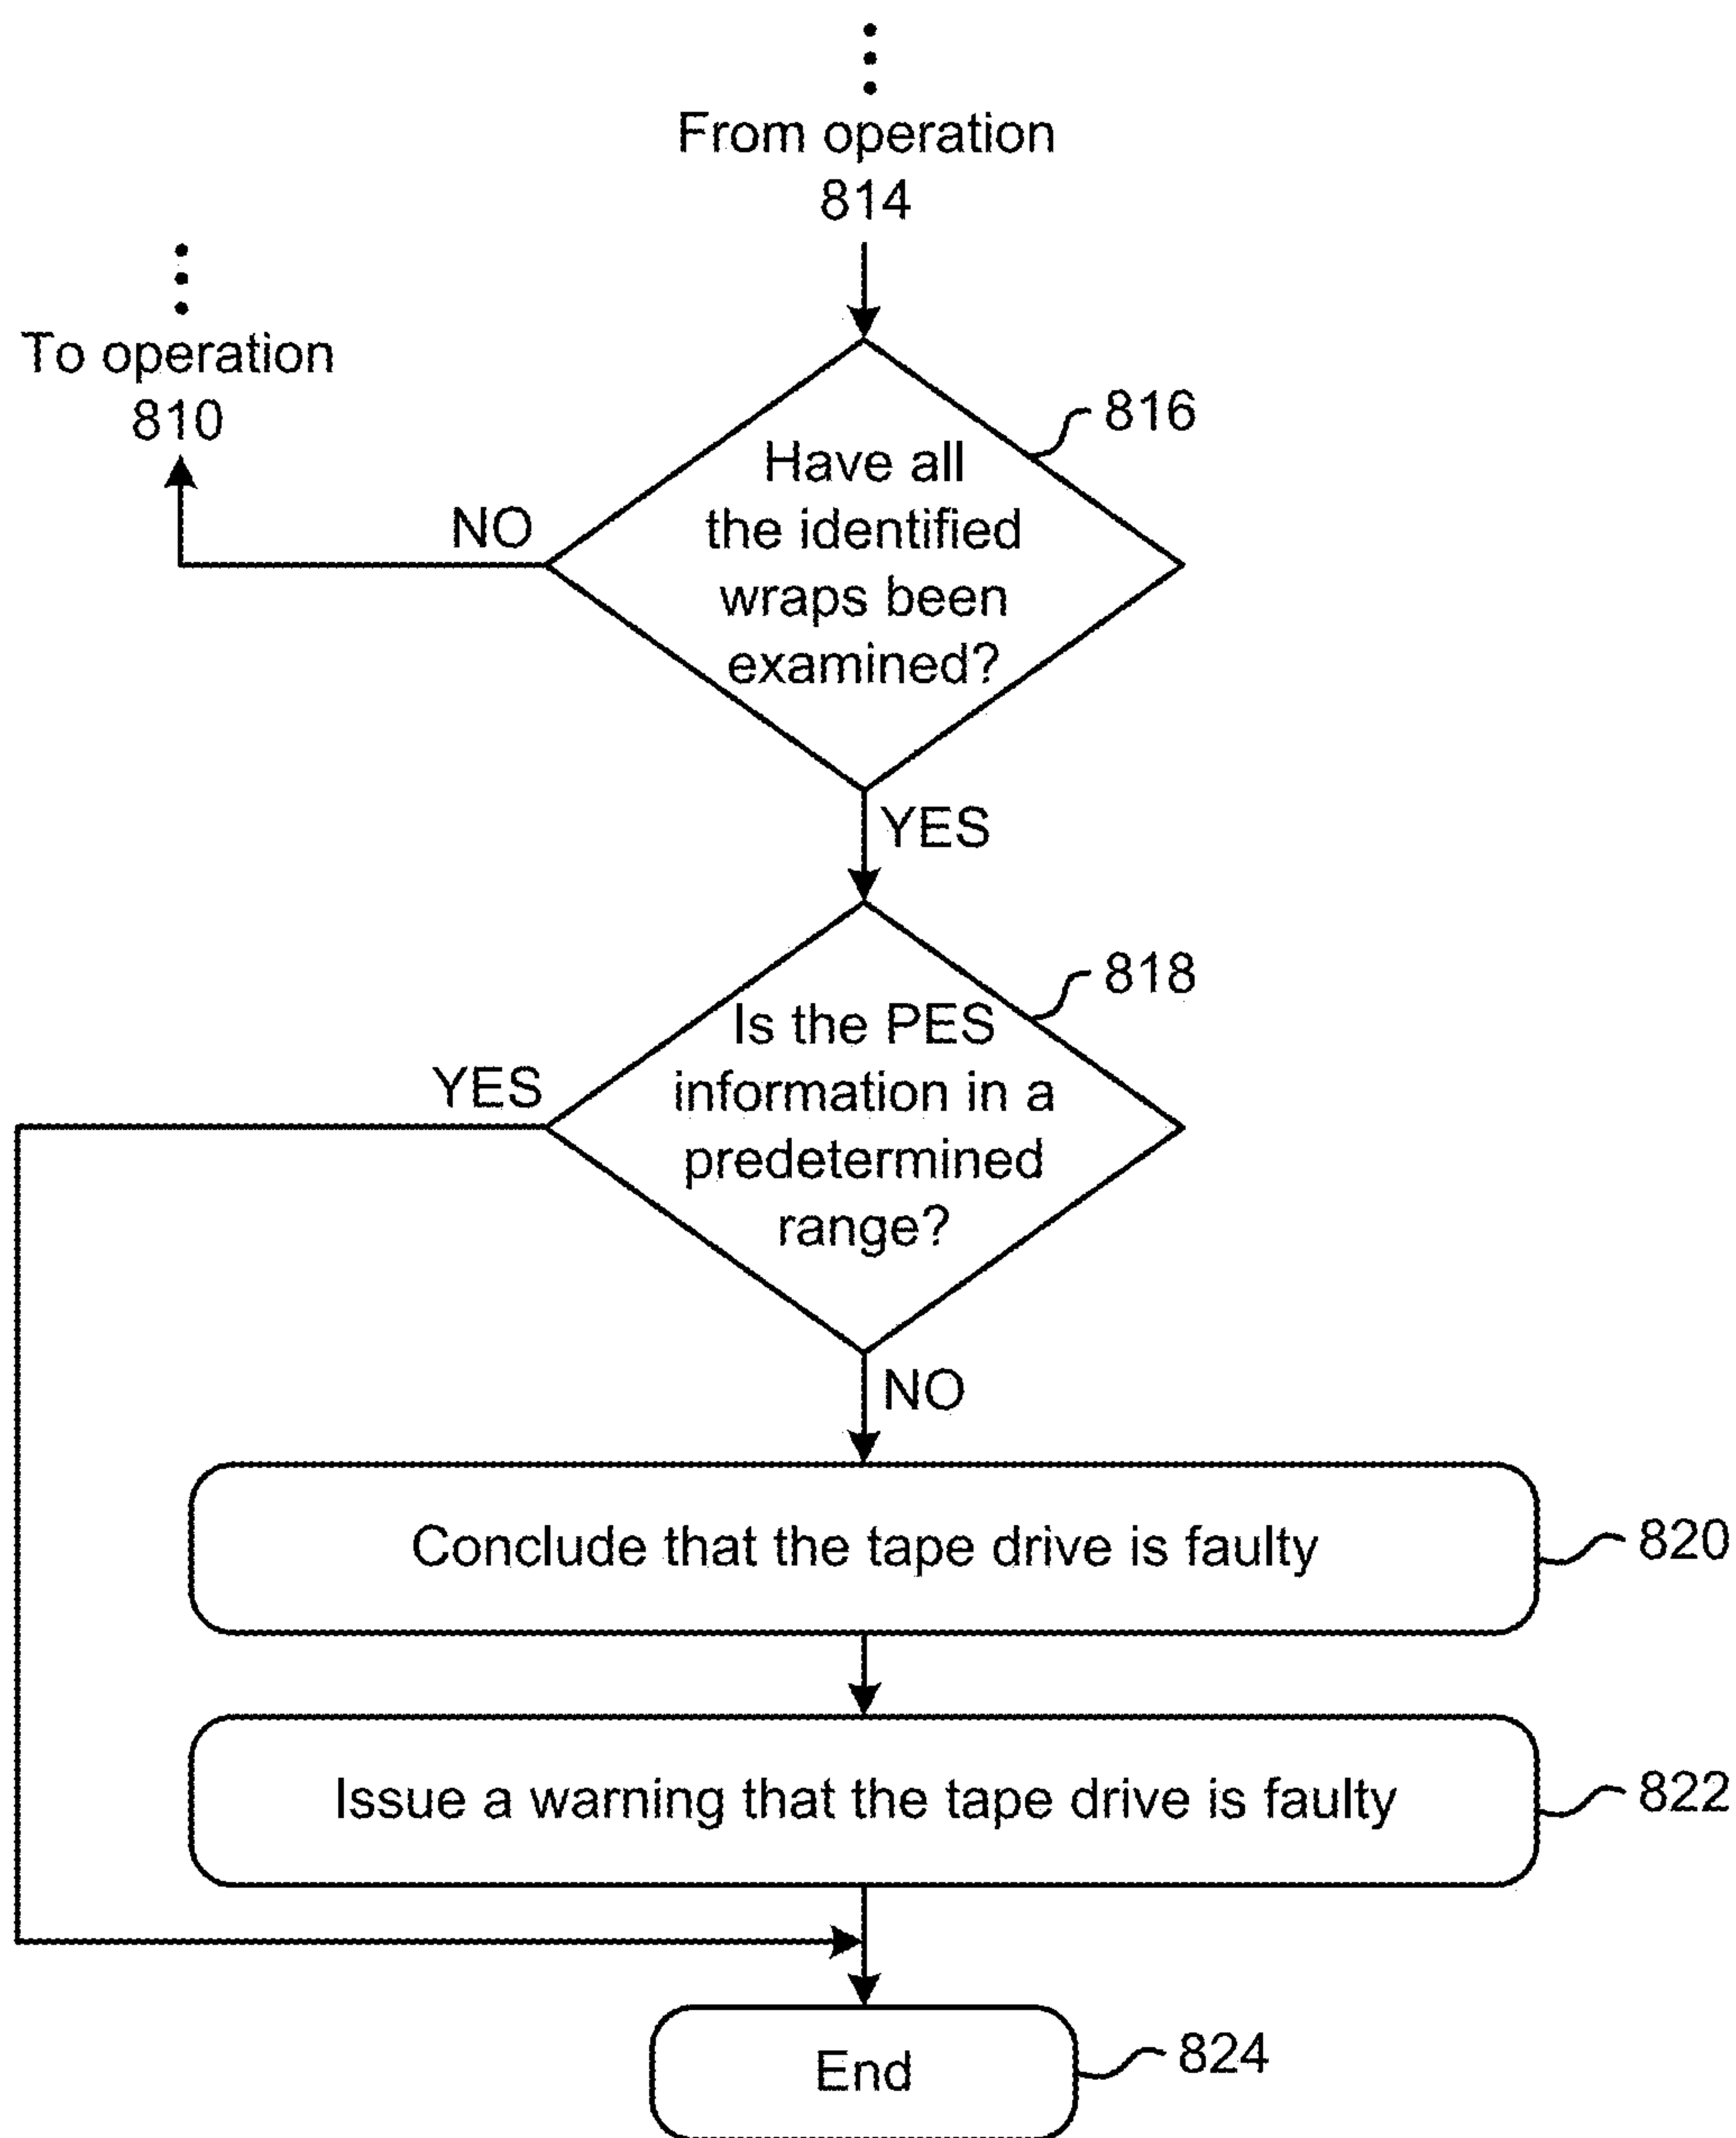 From operation
814
To operation
810
816
Have all
the identified
wraps been
examined?
NO
YES
818
Is the PES
information in a
predetermined
range?
YES
NO
Conclude that the tape drive is faulty
820
Issue a warning that the tape drive is faulty
822
End
824